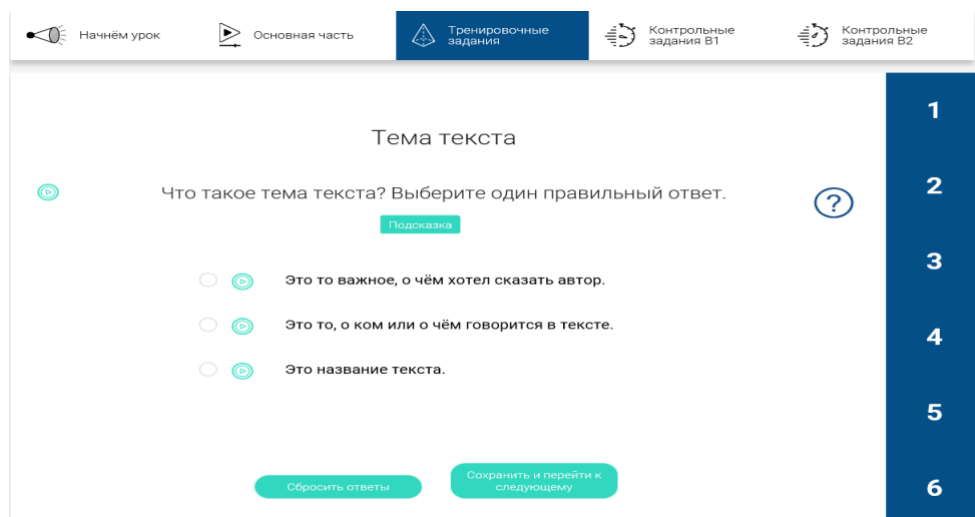 Начнём урок
Основная часть
Тренировочные
задания
Контрольные
задания В1
Контрольные
задания В2
Тема текста
Что такое тема текста? Выберите один правильный ответ.
?
Подсказка
Это то важное, о чём хотел сказать автор.
Это то, о ком или о чём говорится в тексте.
Это название текста.
Сбросить ответы
Сохранить и перейти к
следующему
1
2
3
4
5
6